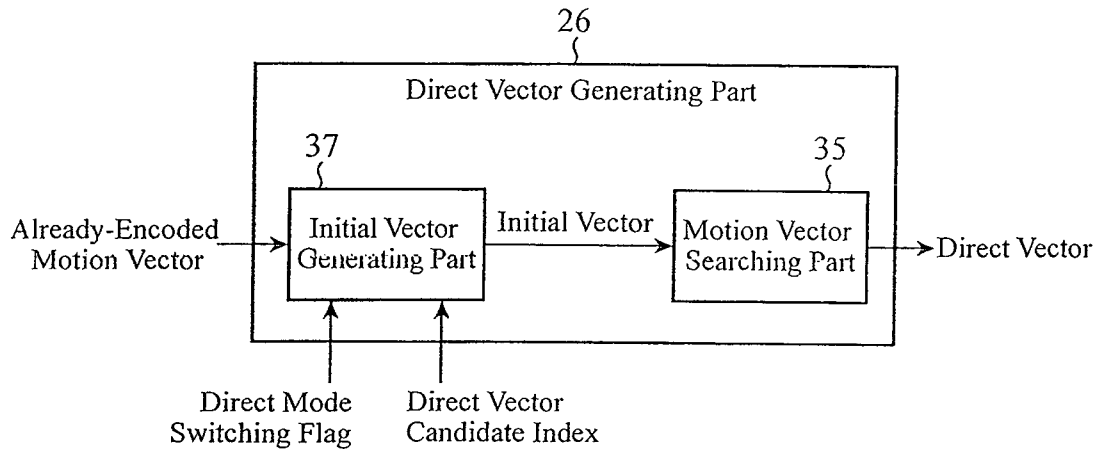 26
Direct Vector Generating Part
37
35
Already-Encoded
Motion Vector
Initial Vector
Generating Part
Initial Vector
Motion Vector
Searching Part
Direct Vector
Direct Mode
Switching Flag
Direct Vector
Candidate Index